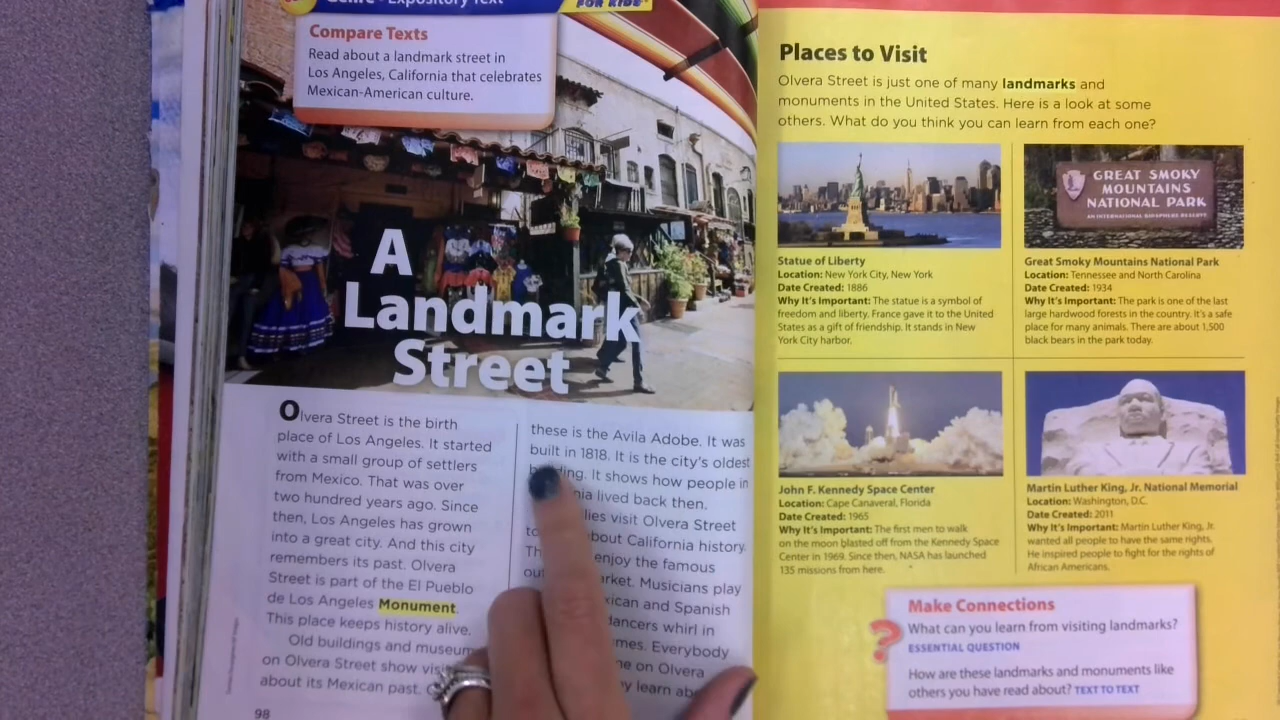 Genre • Expository Text
FOR KIDS
Compare Texts
Read about a landmark street in
Los Angeles, California that celebrates
Mexican-American culture.
A
Landmark
Street
Olvera Street is the birth
place of Los Angeles. It started
with a small group of settlers
from Mexico. That was over
two hundred years ago. Since
then, Los Angeles has grown
into a great city. And this city
remembers its past. Olvera
Street is part of the El Pueblo
de Los Angeles Monument.
This place keeps history alive.
Old buildings and museums
on Olvera Street show
about its Mexican past.
98
these is the Avila Adobe. It was
built in 1818. It is the city's oldest
It shows how people in
lived back then.
visit Olvera Street
about California history.
enjoy the famous
Musicians play
and Spanish
dancers whirl in
Everybody
on Olvera
learn
Places to Visit
Olvera Street is just one of many landmarks and
monuments in the United States. Here is a look at some
others. What do you think you can learn from each one?
Statue of Liberty
Location: New York City, New York
Date Created: 1886
Why It's Important: The statue is a symbol of
freedom and liberty. France gave it to the United
States as a gift of friendship. It stands in New
York City harbor.
GREAT SMOKY
MOUNTAINS
NATIONAL PARK
AN INTERNATIONAL BIOSPHERE RESERVE
Great Smoky Mountains National Park
Location: Tennessee and North Carolina
Date Created: 1934
Why It's Important: The park is one of the last
large hardwood forests in the country. It's a safe
place for many animals. There are about 1,500
black bears in the park today.
John F. Kennedy Space Center
Location: Cape Canaveral, Florida
Date Created: 1965
Why It's Important: The first men to walk
on the moon blasted off from the Kennedy Space
Center in 1969. Since then, NASA has launched
135 missions from here.
Martin Luther King, Jr. National Memorial
Location: Washington, D.C.
Date Created: 2011
Why It's Important: Martin Luther King, Jr.
wanted all people to have the same rights.
He inspired people to fight for the rights of
African Americans.
?
Make Connections
What can you learn from visiting landmarks?
ESSENTIAL QUESTION
How are these landmarks and monuments like
others you have read about? TEXT TO TEXT